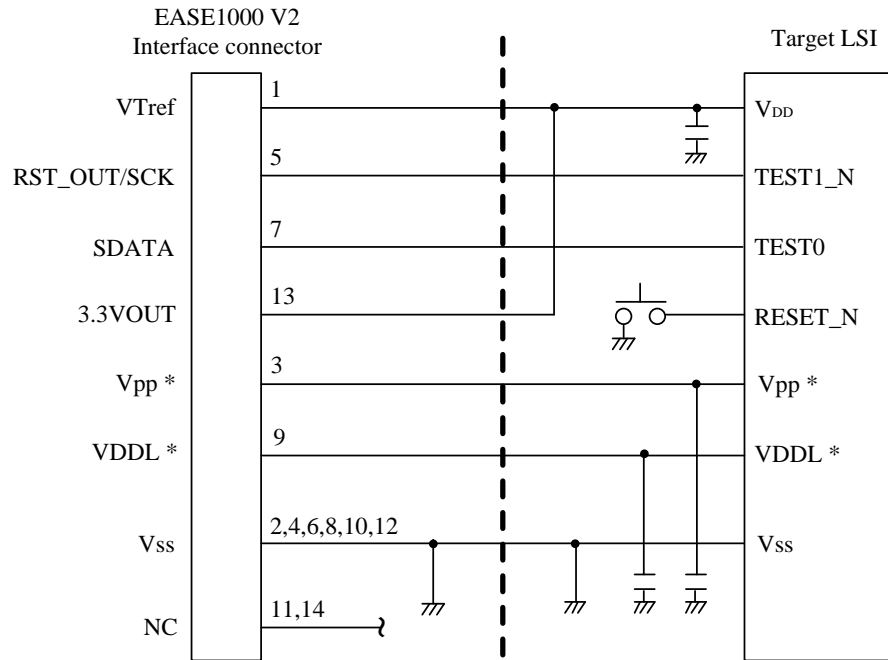 EASE1000 V2
Interface connector
Target LSI
VTref 1 VDD
RST_OUT/SCK 5 TEST1_N
SDATA 7 TEST0
3.3VOUT 13 RESET_N
Vpp * 3 Vpp *
VDDL * 9 VDDL *
Vss 2,4,6,8,10,12 Vss
NC 11,14